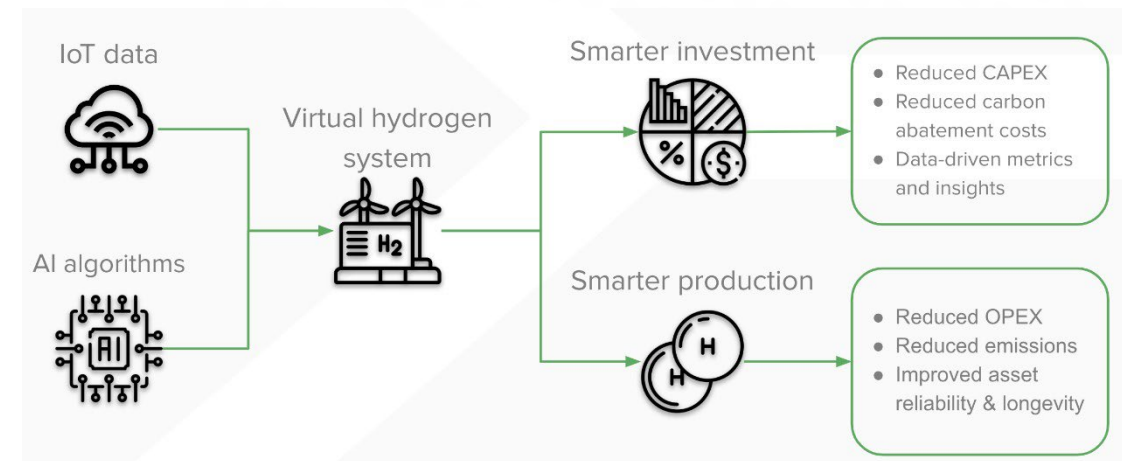 IoT data
AI algorithms
AI
Virtual hydrogen
system
H2
Smarter investment
%
$
● Reduced CAPEX
● Reduced carbon
abatement costs
● Data-driven metrics
and insights
Smarter production
H
H
● Reduced OPEX
● Reduced emissions
● Improved asset
reliability & longevity